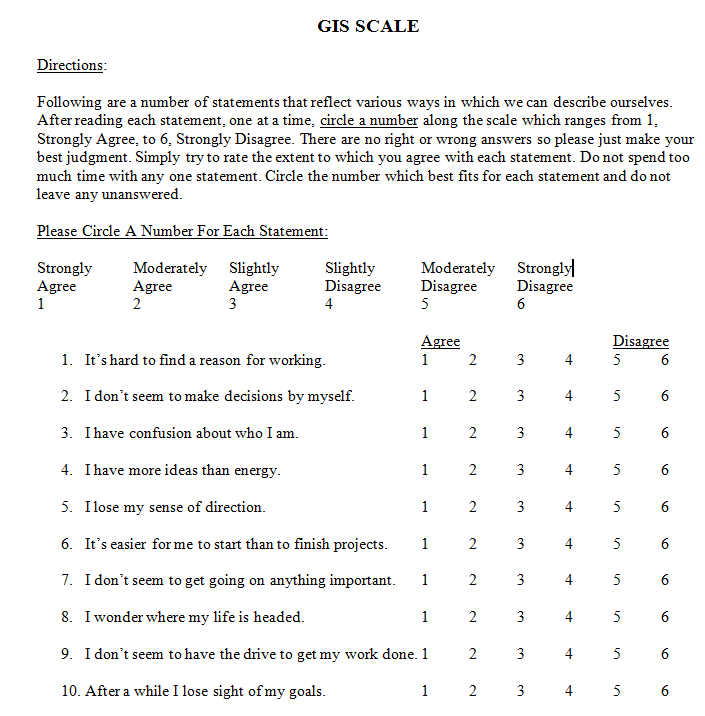 GIS SCALE
Directions:
Following are a number of statements that reflect various ways in which we can describe ourselves.
After reading each statement, one at a time, circle a number along the scale which ranges from 1,
Strongly Agree, to 6, Strongly Disagree. There are no right or wrong answers so please just make your
best judgment. Simply try to rate the extent to which you agree with each statement. Do not spend too
much time with any one statement. Circle the number which best fits for each statement and do not
leave any unanswered.
Please Circle A Number For Each Statement:
Strongly Moderately Slightly Slightly Moderately Strongly
Agree Agree Agree Disagree Disagree Disagree
1 2 3 4 5 6
Agree Disagree
1. It’s hard to find a reason for working. 1 2 3 4 5 6
2. I don’t seem to make decisions by myself. 1 2 3 4 5 6
3. I have confusion about who I am. 1 2 3 4 5 6
4. I have more ideas than energy. 1 2 3 4 5 6
5. I lose my sense of direction. 1 2 3 4 5 6
6. It’s easier for me to start than to finish projects. 1 2 3 4 5 6
7. I don’t seem to get going on anything important. 1 2 3 4 5 6
8. I wonder where my life is headed. 1 2 3 4 5 6
9. I don’t seem to have the drive to get my work done. 1 2 3 4 5 6
10. After a while I lose sight of my goals. 1 2 3 4 5 6